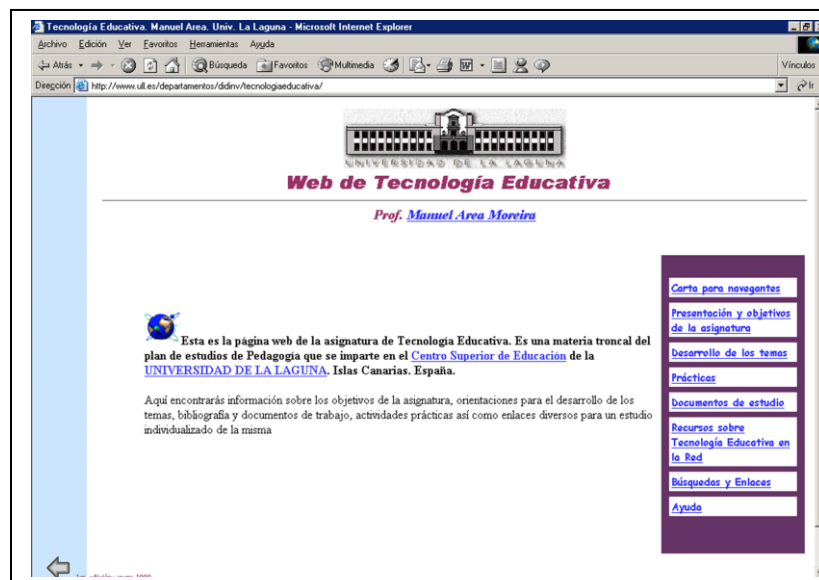 Tecnología Educativa. Manuel Area. Univ. La Laguna - Microsoft Internet Explorer
Archivo Edición Ver Favoritos Herramientas Ayuda
Atrás Búsqueda Favoritos Multimedia Vínculos
Dirección http://www.ull.es/departamentos/didinv/tecnologiaeducativa/ Ir
UNIVERSIDAD DE LA LAGUNA
Web de Tecnología Educativa
Prof. Manuel Area Moreira
Esta es la página web de la asignatura de Tecnología Educativa. Es una materia troncal del
plan de estudios de Pedagogía que se imparte en el Centro Superior de Educación de la
UNIVERSIDAD DE LA LAGUNA. Islas Canarias. España.
Aquí encontrarás información sobre los objetivos de la asignatura, orientaciones para el desarrollo de los
temas, bibliografía y documentos de trabajo, actividades prácticas así como enlaces diversos para un estudio
individualizado de la misma
Carta para navegantes
Presentación y objetivos
de la asignatura
Desarrollo de los temas
Prácticas
Documentos de estudio
Recursos sobre
Tecnología Educativa en
la Red
Búsquedas y Enlaces
Ayuda